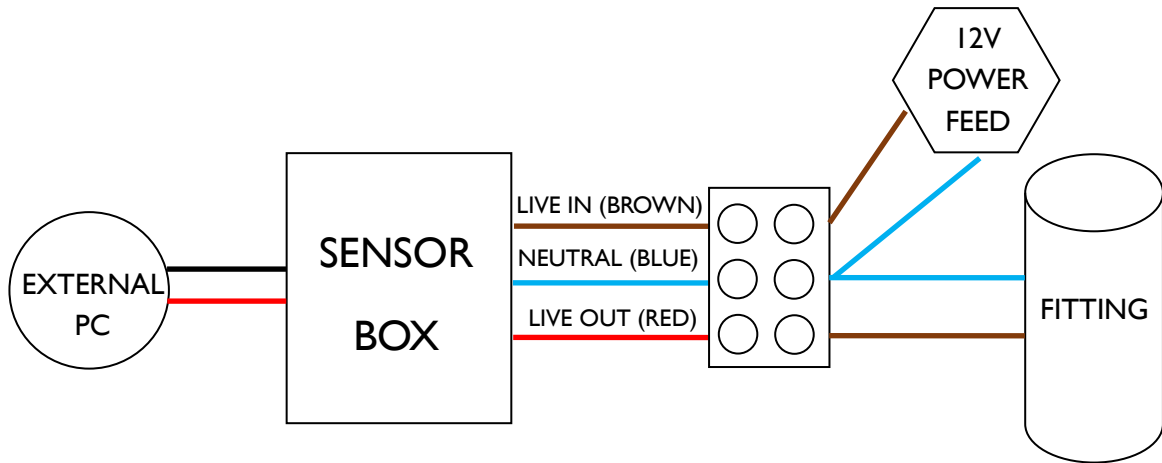 12V
POWER
FEED
LIVE IN (BROWN)
SENSOR
BOX
NEUTRAL (BLUE)
EXTERNAL
PC
LIVE OUT (RED)
FITTING